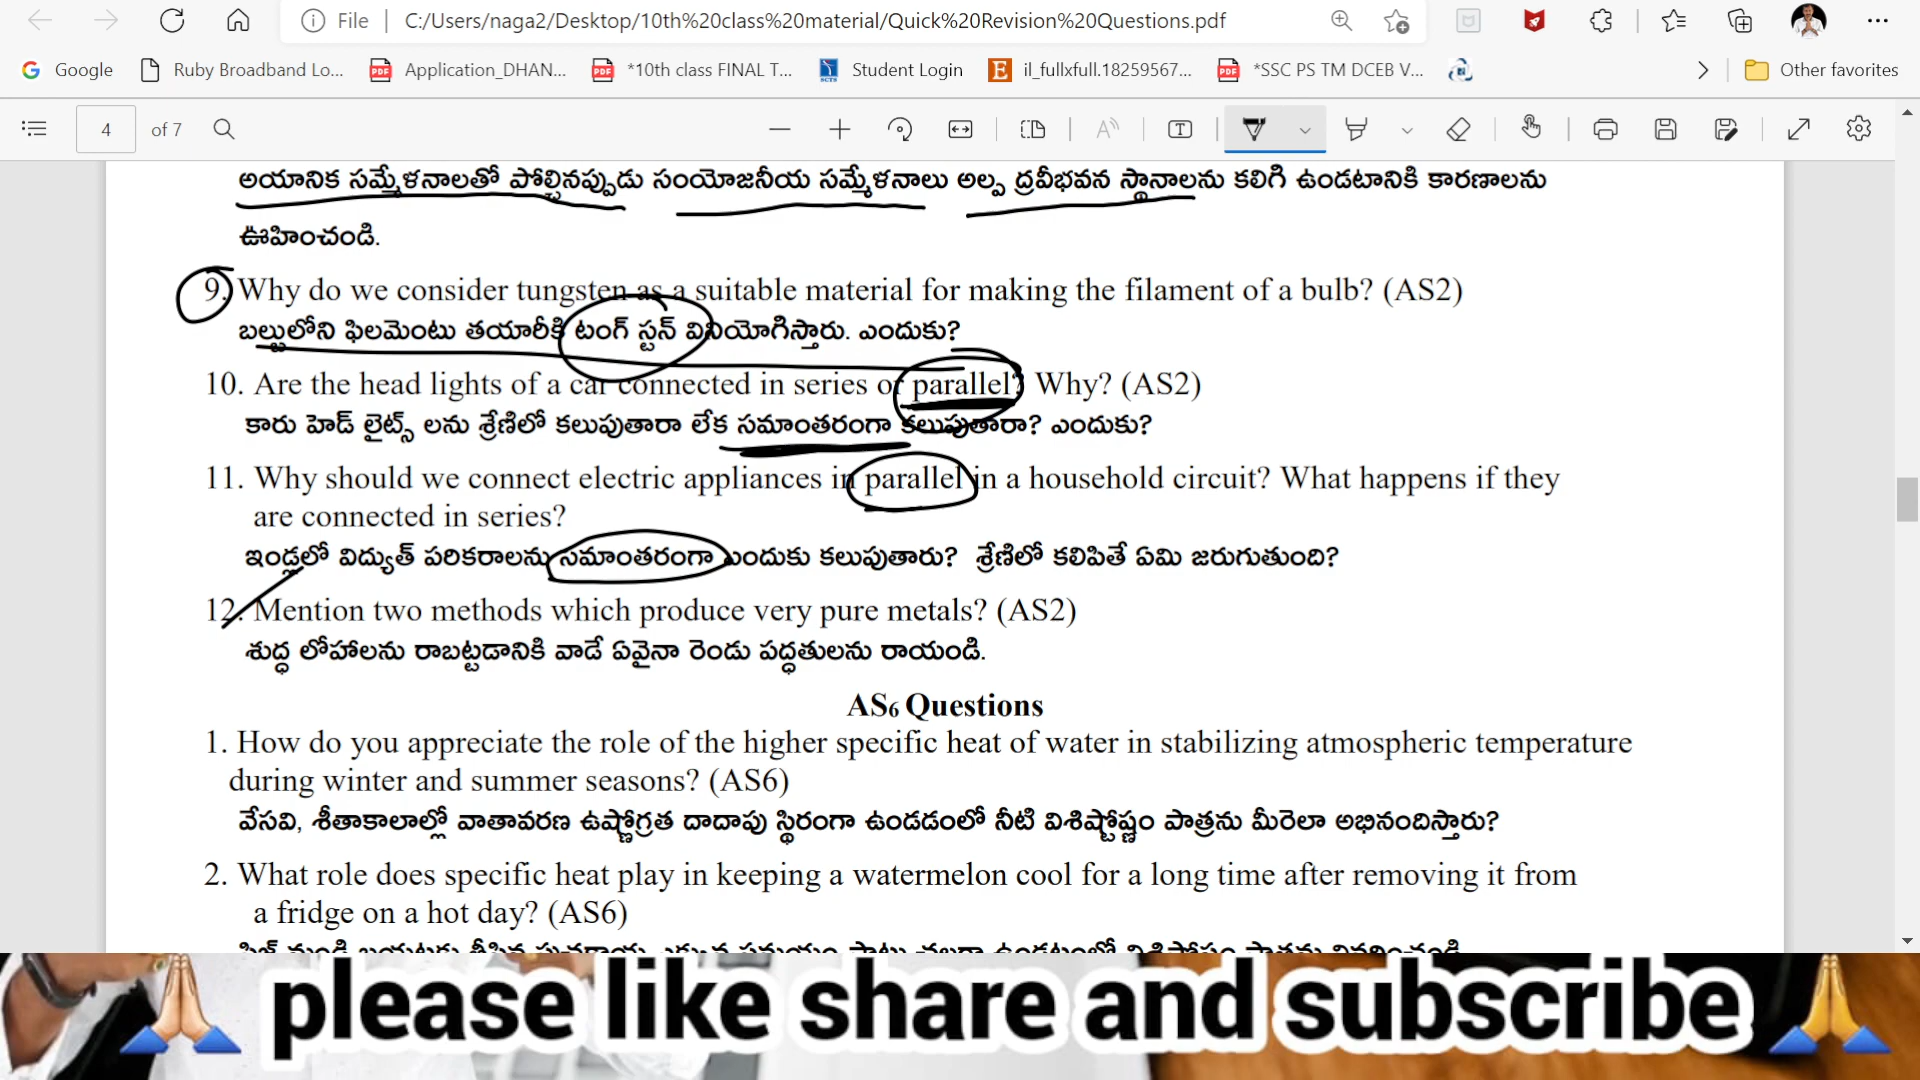 File
C:/Users/naga2/Desktop/10th%20class%20material/Quick%20Revision%20Questions.pdf
Google
Ruby Broadband Lo...
Application_DHAN...
*10th class FINAL T...
Student Login
il_fullxfull.18259567...
*SSC PS TM DCEB V...
Other favorites
4 of 7
అయానిక సమ్మేళనాలతో పోల్చినప్పుడు సంయోజనీయ సమ్మేళనాలు అల్ప ద్రవీభవన స్థానాలను కలిగి ఉండటానికి కారణాలను
ఊహించండి.
9. Why do we consider tungsten as a suitable material for making the filament of a bulb? (AS2)
బల్బులోని ఫిలమెంటు తయారీకి టంగ్ స్టన్ వినియోగిస్తారు. ఎందుకు?
10. Are the head lights of a car connected in series or parallel? Why? (AS2)
కారు హెడ్ లైట్స్ లను శ్రేణిలో కలుపుతారా లేక సమాంతరంగా కలుపుతారా? ఎందుకు?
11. Why should we connect electric appliances in parallel in a household circuit? What happens if they
are connected in series?
ఇండ్లలో విద్యుత్ పరికరాలను సమాంతరంగా ఎందుకు కలుపుతారు? శ్రేణిలో కలిపితే ఏమి జరుగుతుంది?
12. Mention two methods which produce very pure metals? (AS2)
శుద్ధ లోహాలను రాబట్టడానికి వాడే ఏవైనా రెండు పద్ధతులను రాయండి.
AS6 Questions
1. How do you appreciate the role of the higher specific heat of water in stabilizing atmospheric temperature
during winter and summer seasons? (AS6)
వేసవి, శీతాకాలాల్లో వాతావరణ ఉష్ణోగ్రత దాదాపు స్థిరంగా ఉండడంలో నీటి విశిష్టోష్ణం పాత్రను మీరెలా అభినందిస్తారు?
2. What role does specific heat play in keeping a watermelon cool for a long time after removing it from
a fridge on a hot day? (AS6)
please like share and subscribe